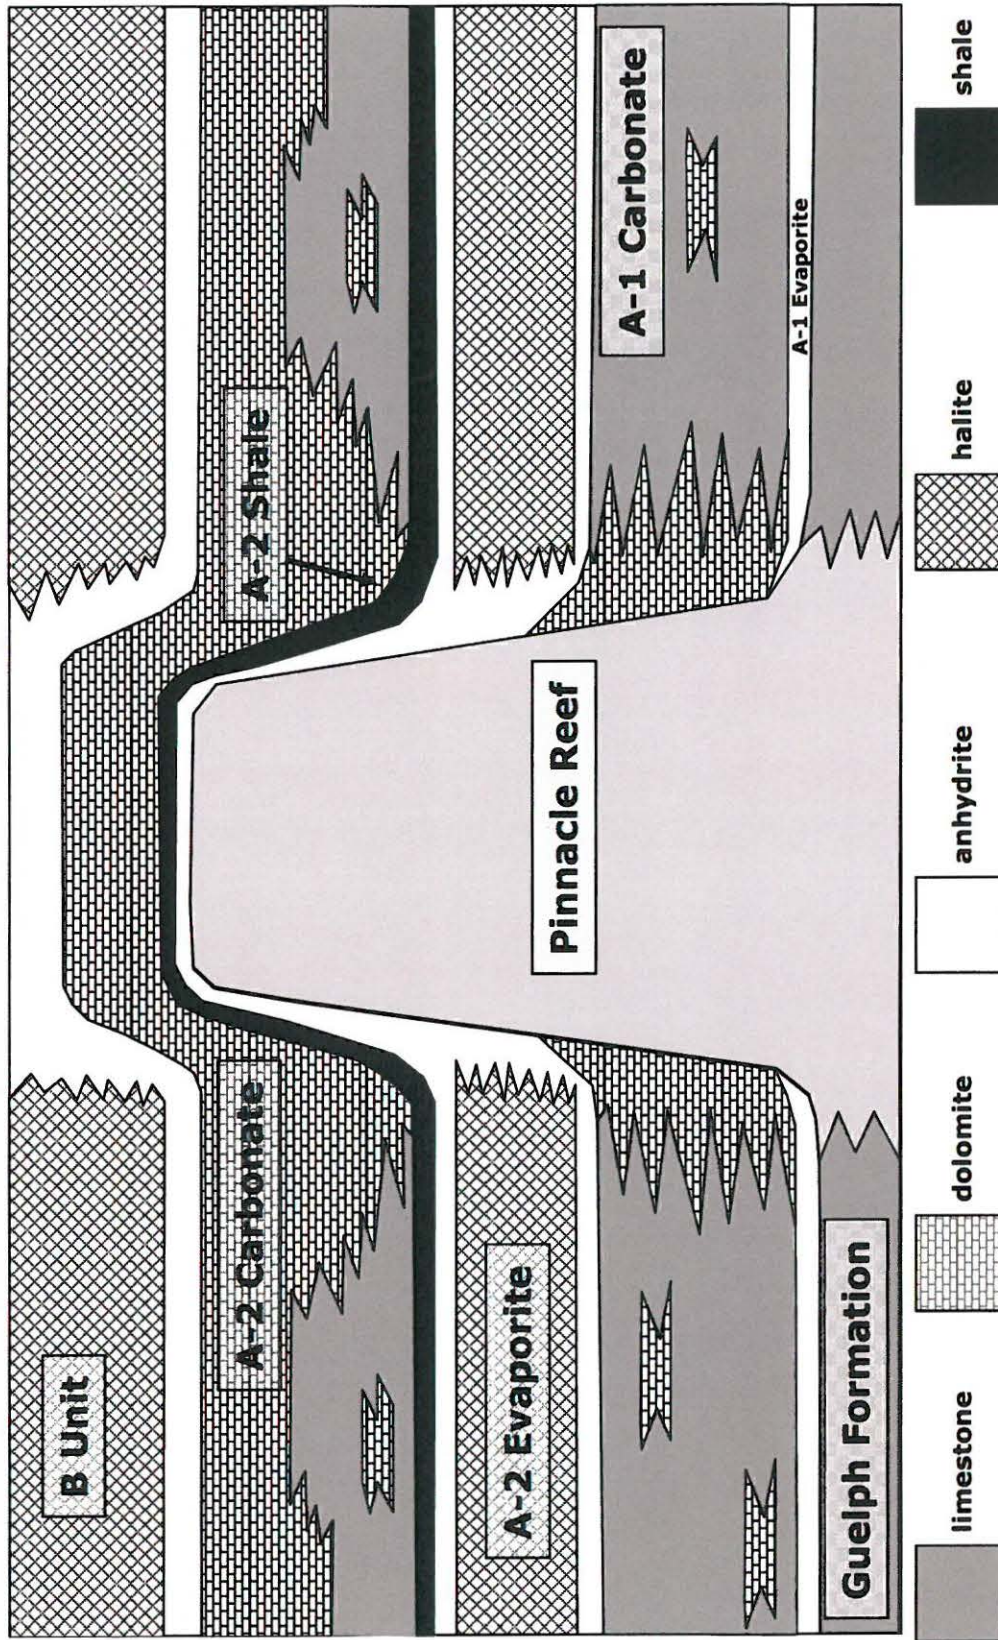 B Unit
A-2 Carbonate
A-2 Shale
A-2 Evaporite
Pinnacle Reef
A-1 Carbonate
A-1 Evaporite
Guelph Formation
limestone
dolomite
anhydrite
halite
shale